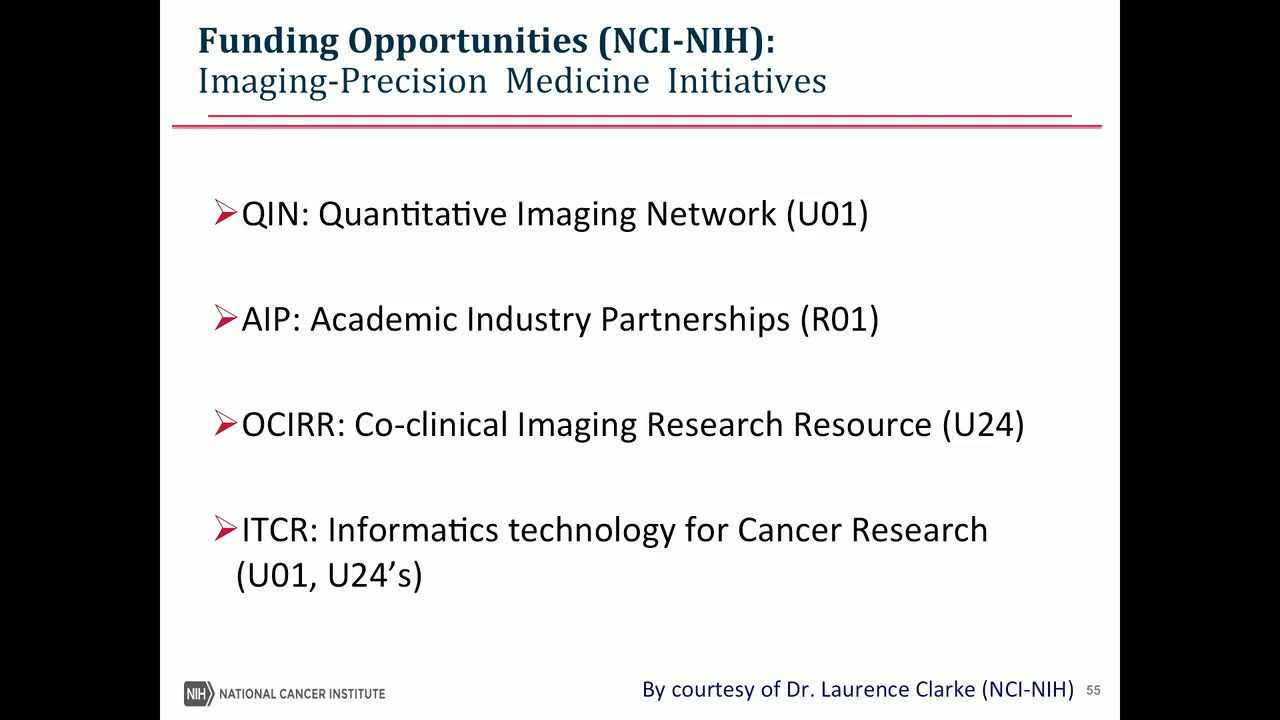 Funding Opportunities (NCI-NIH):
Imaging-Precision Medicine Initiatives
QIN: Quantitative Imaging Network (U01)
AIP: Academic Industry Partnerships (R01)
OCIRR: Co-clinical Imaging Research Resource (U24)
ITCR: Informatics technology for Cancer Research
(U01, U24’s)
NIH NATIONAL CANCER INSTITUTE
By courtesy of Dr. Laurence Clarke (NCI-NIH) 55